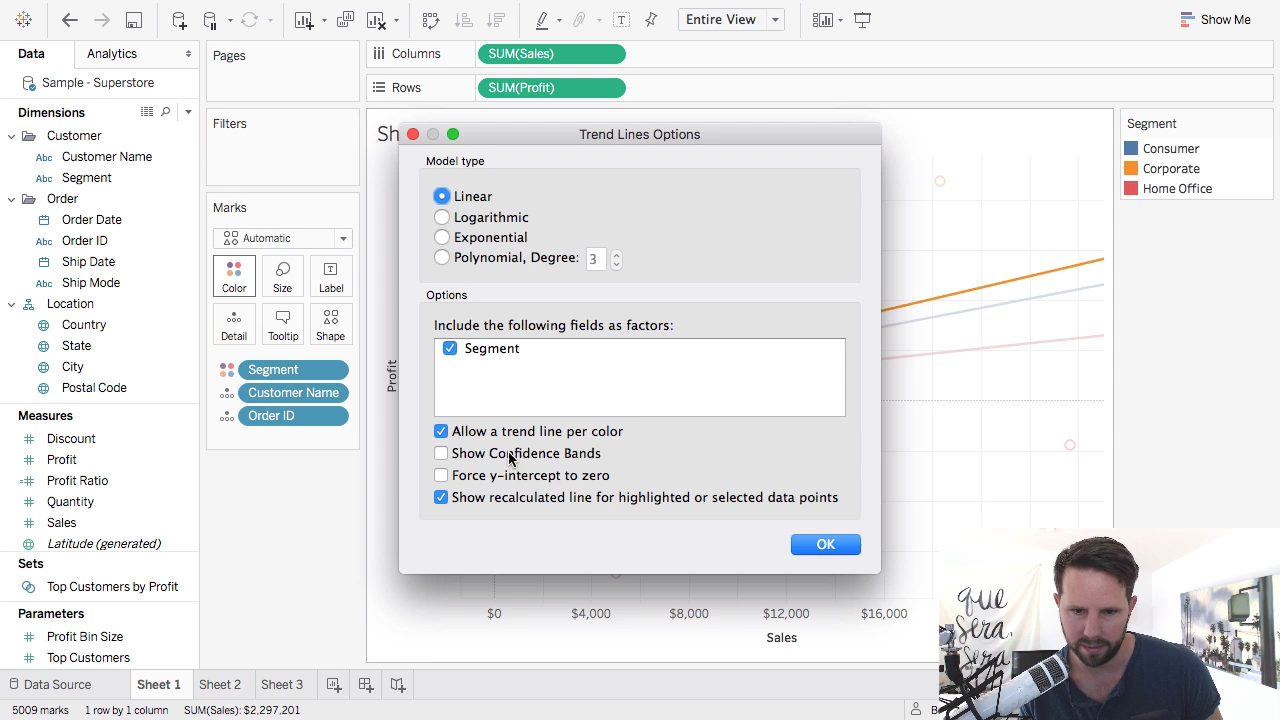 Entire View
Show Me
Data
Analytics
Pages
Columns
SUM(Sales)
Rows
SUM(Profit)
Sample - Superstore
Dimensions
Customer
Customer Name
Segment
Order
Order Date
Order ID
Ship Date
Ship Mode
Location
Country
State
City
Postal Code
Measures
Discount
Profit
Profit Ratio
Quantity
Sales
Latitude (generated)
Sets
Top Customers by Profit
Parameters
Profit Bin Size
Top Customers
Filters
Marks
Automatic
Color
Size
Label
Detail
Tooltip
Shape
Segment
Customer Name
Order ID
Sh
Trend Lines Options
Model type
Linear
Logarithmic
Exponential
Polynomial, Degree: 3
Options
Include the following fields as factors:
Segment
Allow a trend line per color
Show Confidence Bands
Force y-intercept to zero
Show recalculated line for highlighted or selected data points
OK
Profit
$0
$4,000
$8,000
$12,000
$16,000
Sales
Segment
Consumer
Corporate
Home Office
que
sera,
sera
Data Source
Sheet 1
Sheet 2
Sheet 3
5009 marks
1 row by 1 column
SUM(Sales): $2,297,201